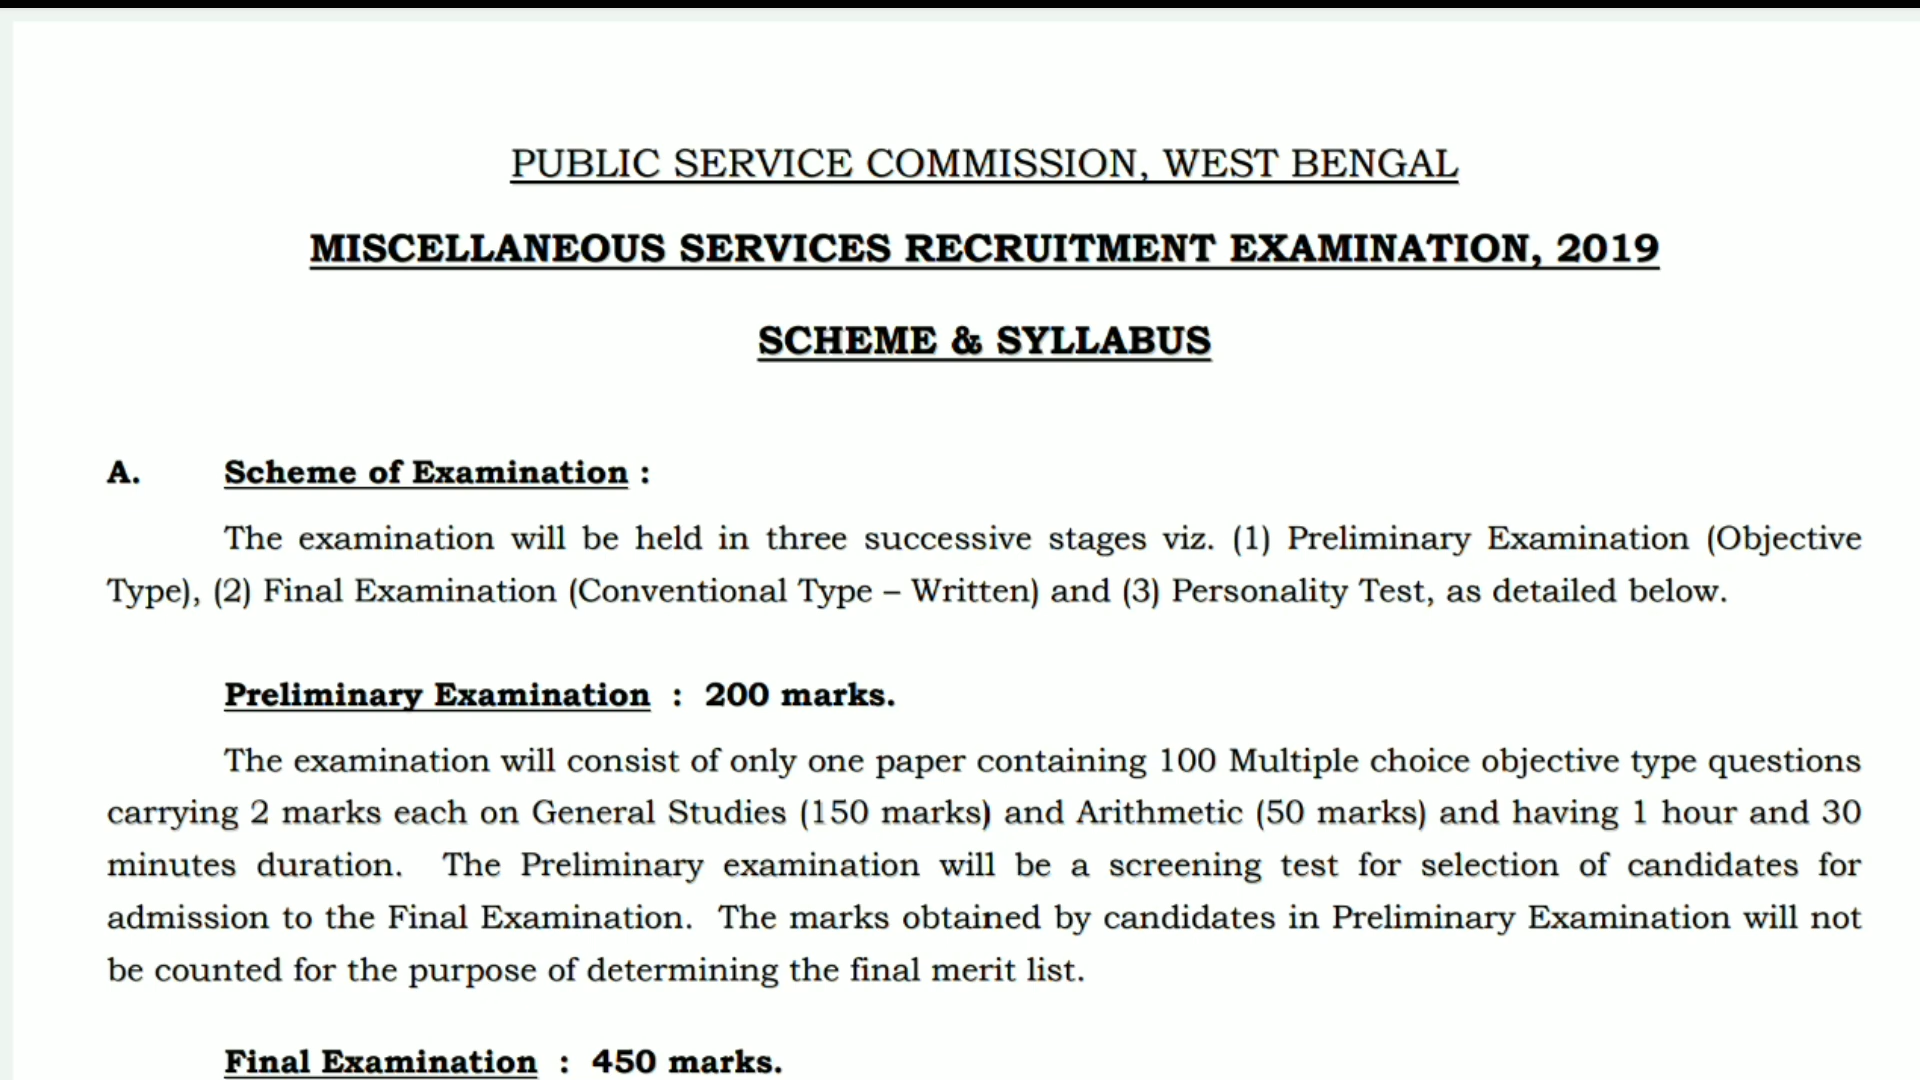 PUBLIC SERVICE COMMISSION, WEST BENGAL
MISCELLANEOUS SERVICES RECRUITMENT EXAMINATION, 2019
SCHEME & SYLLABUS
A. Scheme of Examination :
The examination will be held in three successive stages viz. (1) Preliminary Examination (Objective
Type), (2) Final Examination (Conventional Type – Written) and (3) Personality Test, as detailed below.
Preliminary Examination : 200 marks.
The examination will consist of only one paper containing 100 Multiple choice objective type questions
carrying 2 marks each on General Studies (150 marks) and Arithmetic (50 marks) and having 1 hour and 30
minutes duration. The Preliminary examination will be a screening test for selection of candidates for
admission to the Final Examination. The marks obtained by candidates in Preliminary Examination will not
be counted for the purpose of determining the final merit list.
Final Examination : 450 marks.